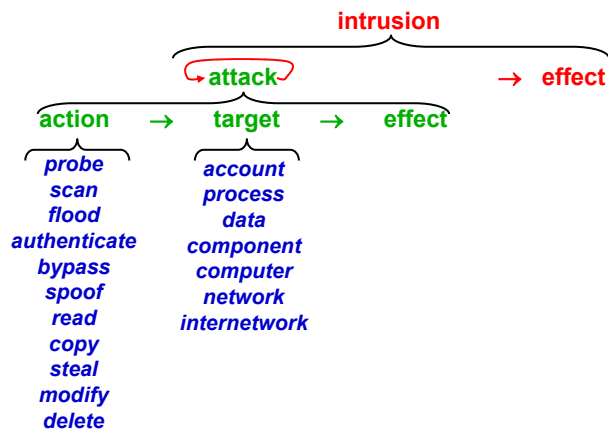 intrusion
attack → effect
action → target → effect
probe
scan
flood
authenticate
bypass
spoof
read
copy
steal
modify
delete
account
process
data
component
computer
network
internetwork